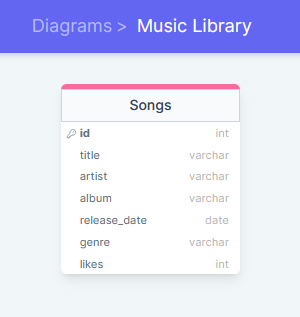 Diagrams > Music Library
Songs
id int
title varchar
artist varchar
album varchar
release_date date
genre varchar
likes int